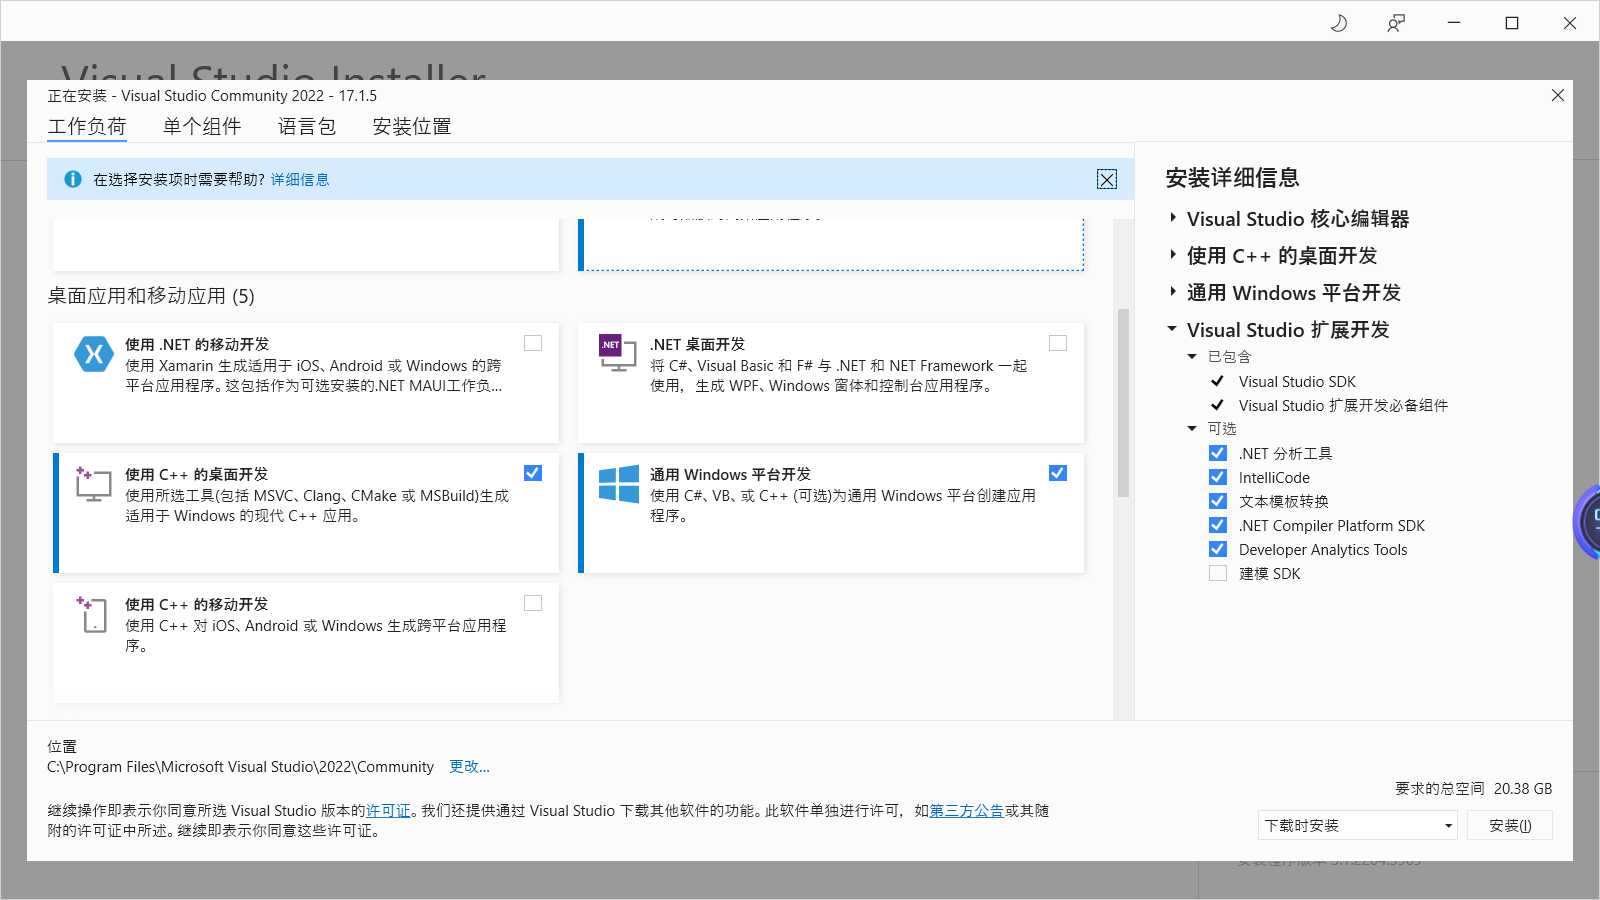 Visual Studio Installer
正在安装 - Visual Studio Community 2022 - 17.1.5
工作负荷 单个组件 语言包 安装位置
在选择安装项时需要帮助? 详细信息
桌面应用和移动应用 (5)
使用 .NET 的移动开发
使用 Xamarin 生成适用于 iOS、Android 或 Windows 的跨
平台应用程序。这包括作为可选安装的.NET MAUI工作负...
.NET
.NET 桌面开发
将 C#、Visual Basic 和 F# 与 .NET 和 NET Framework 一起
使用，生成 WPF、Windows 窗体和控制台应用程序。
使用 C++ 的桌面开发
使用所选工具(包括 MSVC、Clang、CMake 或 MSBuild)生成
适用于 Windows 的现代 C++ 应用。
通用 Windows 平台开发
使用 C#、VB、或 C++ (可选)为通用 Windows 平台创建应用
程序。
使用 C++ 的移动开发
使用 C++ 对 iOS、Android 或 Windows 生成跨平台应用程
序。
安装详细信息
Visual Studio 核心编辑器
使用 C++ 的桌面开发
通用 Windows 平台开发
Visual Studio 扩展开发
已包含
Visual Studio SDK
Visual Studio 扩展开发必备组件
可选
.NET 分析工具
IntelliCode
文本模板转换
.NET Compiler Platform SDK
Developer Analytics Tools
建模 SDK
位置
C:\Program Files\Microsoft Visual Studio\2022\Community 更改...
继续操作即表示你同意所选 Visual Studio 版本的许可证。我们还提供通过 Visual Studio 下载其他软件的功能。此软件单独进行许可，如第三方公告或其随
附的许可证中所述。继续即表示你同意这些许可证。
要求的总空间 20.38 GB
下载时安装
安装(I)